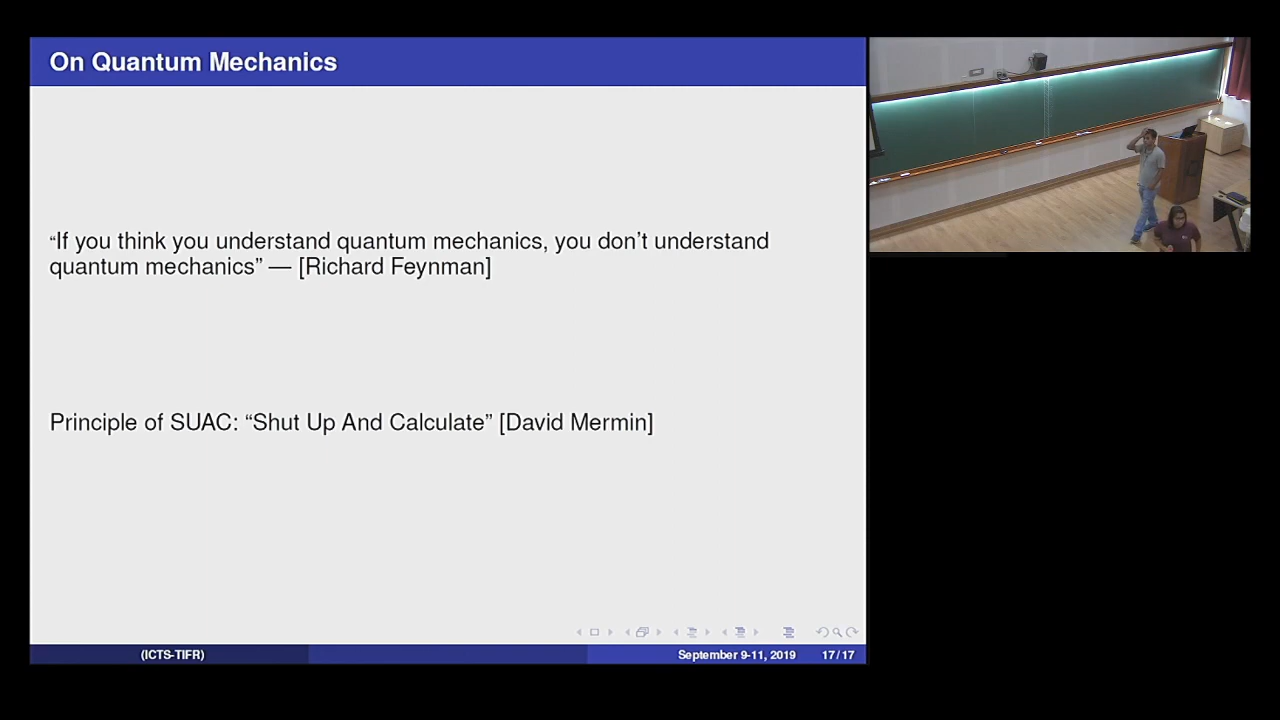 On Quantum Mechanics
“If you think you understand quantum mechanics, you don’t understand
quantum mechanics” — [Richard Feynman]
Principle of SUAC: “Shut Up And Calculate” [David Mermin]
(ICTS-TIFR)
September 9-11, 2019
17/17